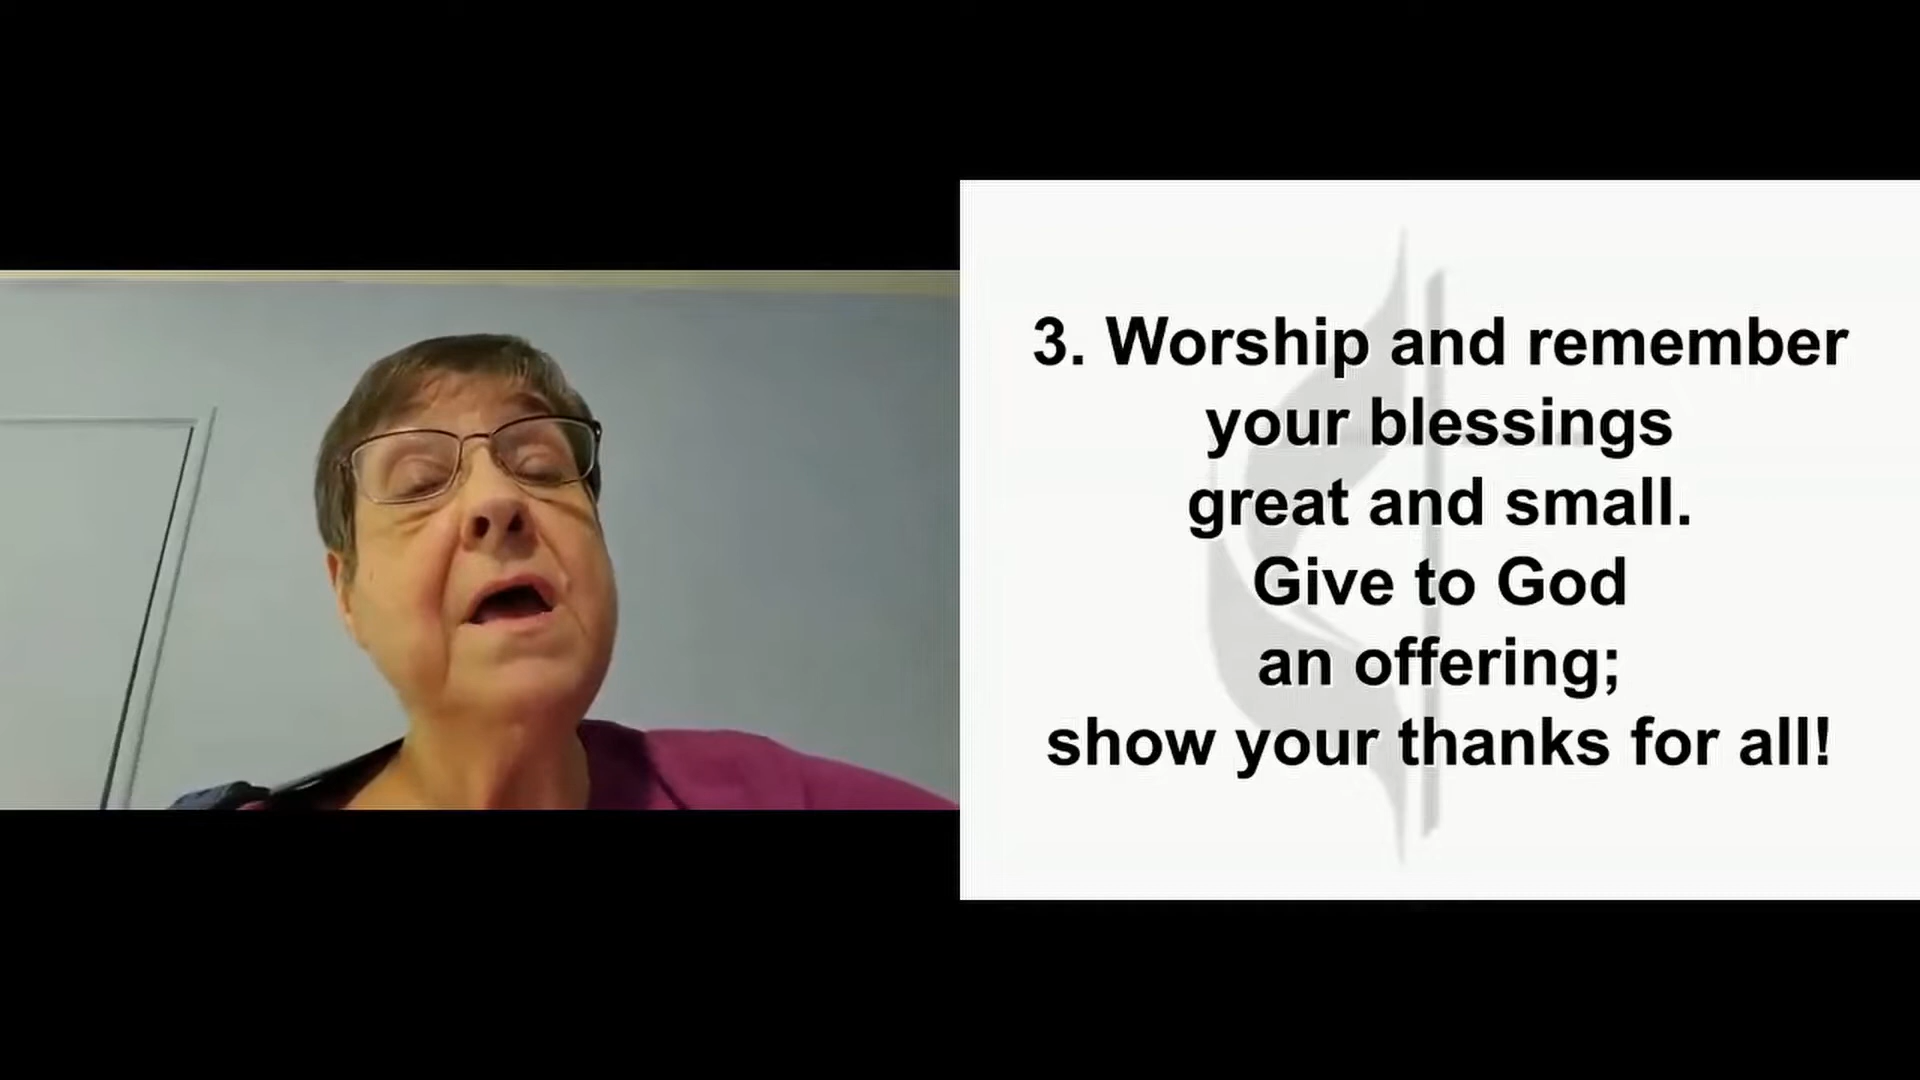 3. Worship and remember
your blessings
great and small.
Give to God
an offering;
show your thanks for all!